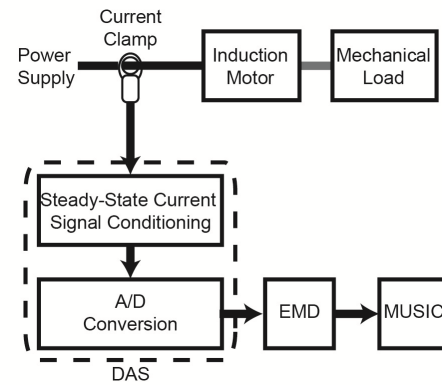 Current
Clamp
Power
Supply
Induction
Motor
Mechanical
Load
Steady-State Current
Signal Conditioning
A/D
Conversion
EMD
MUSIC
DAS